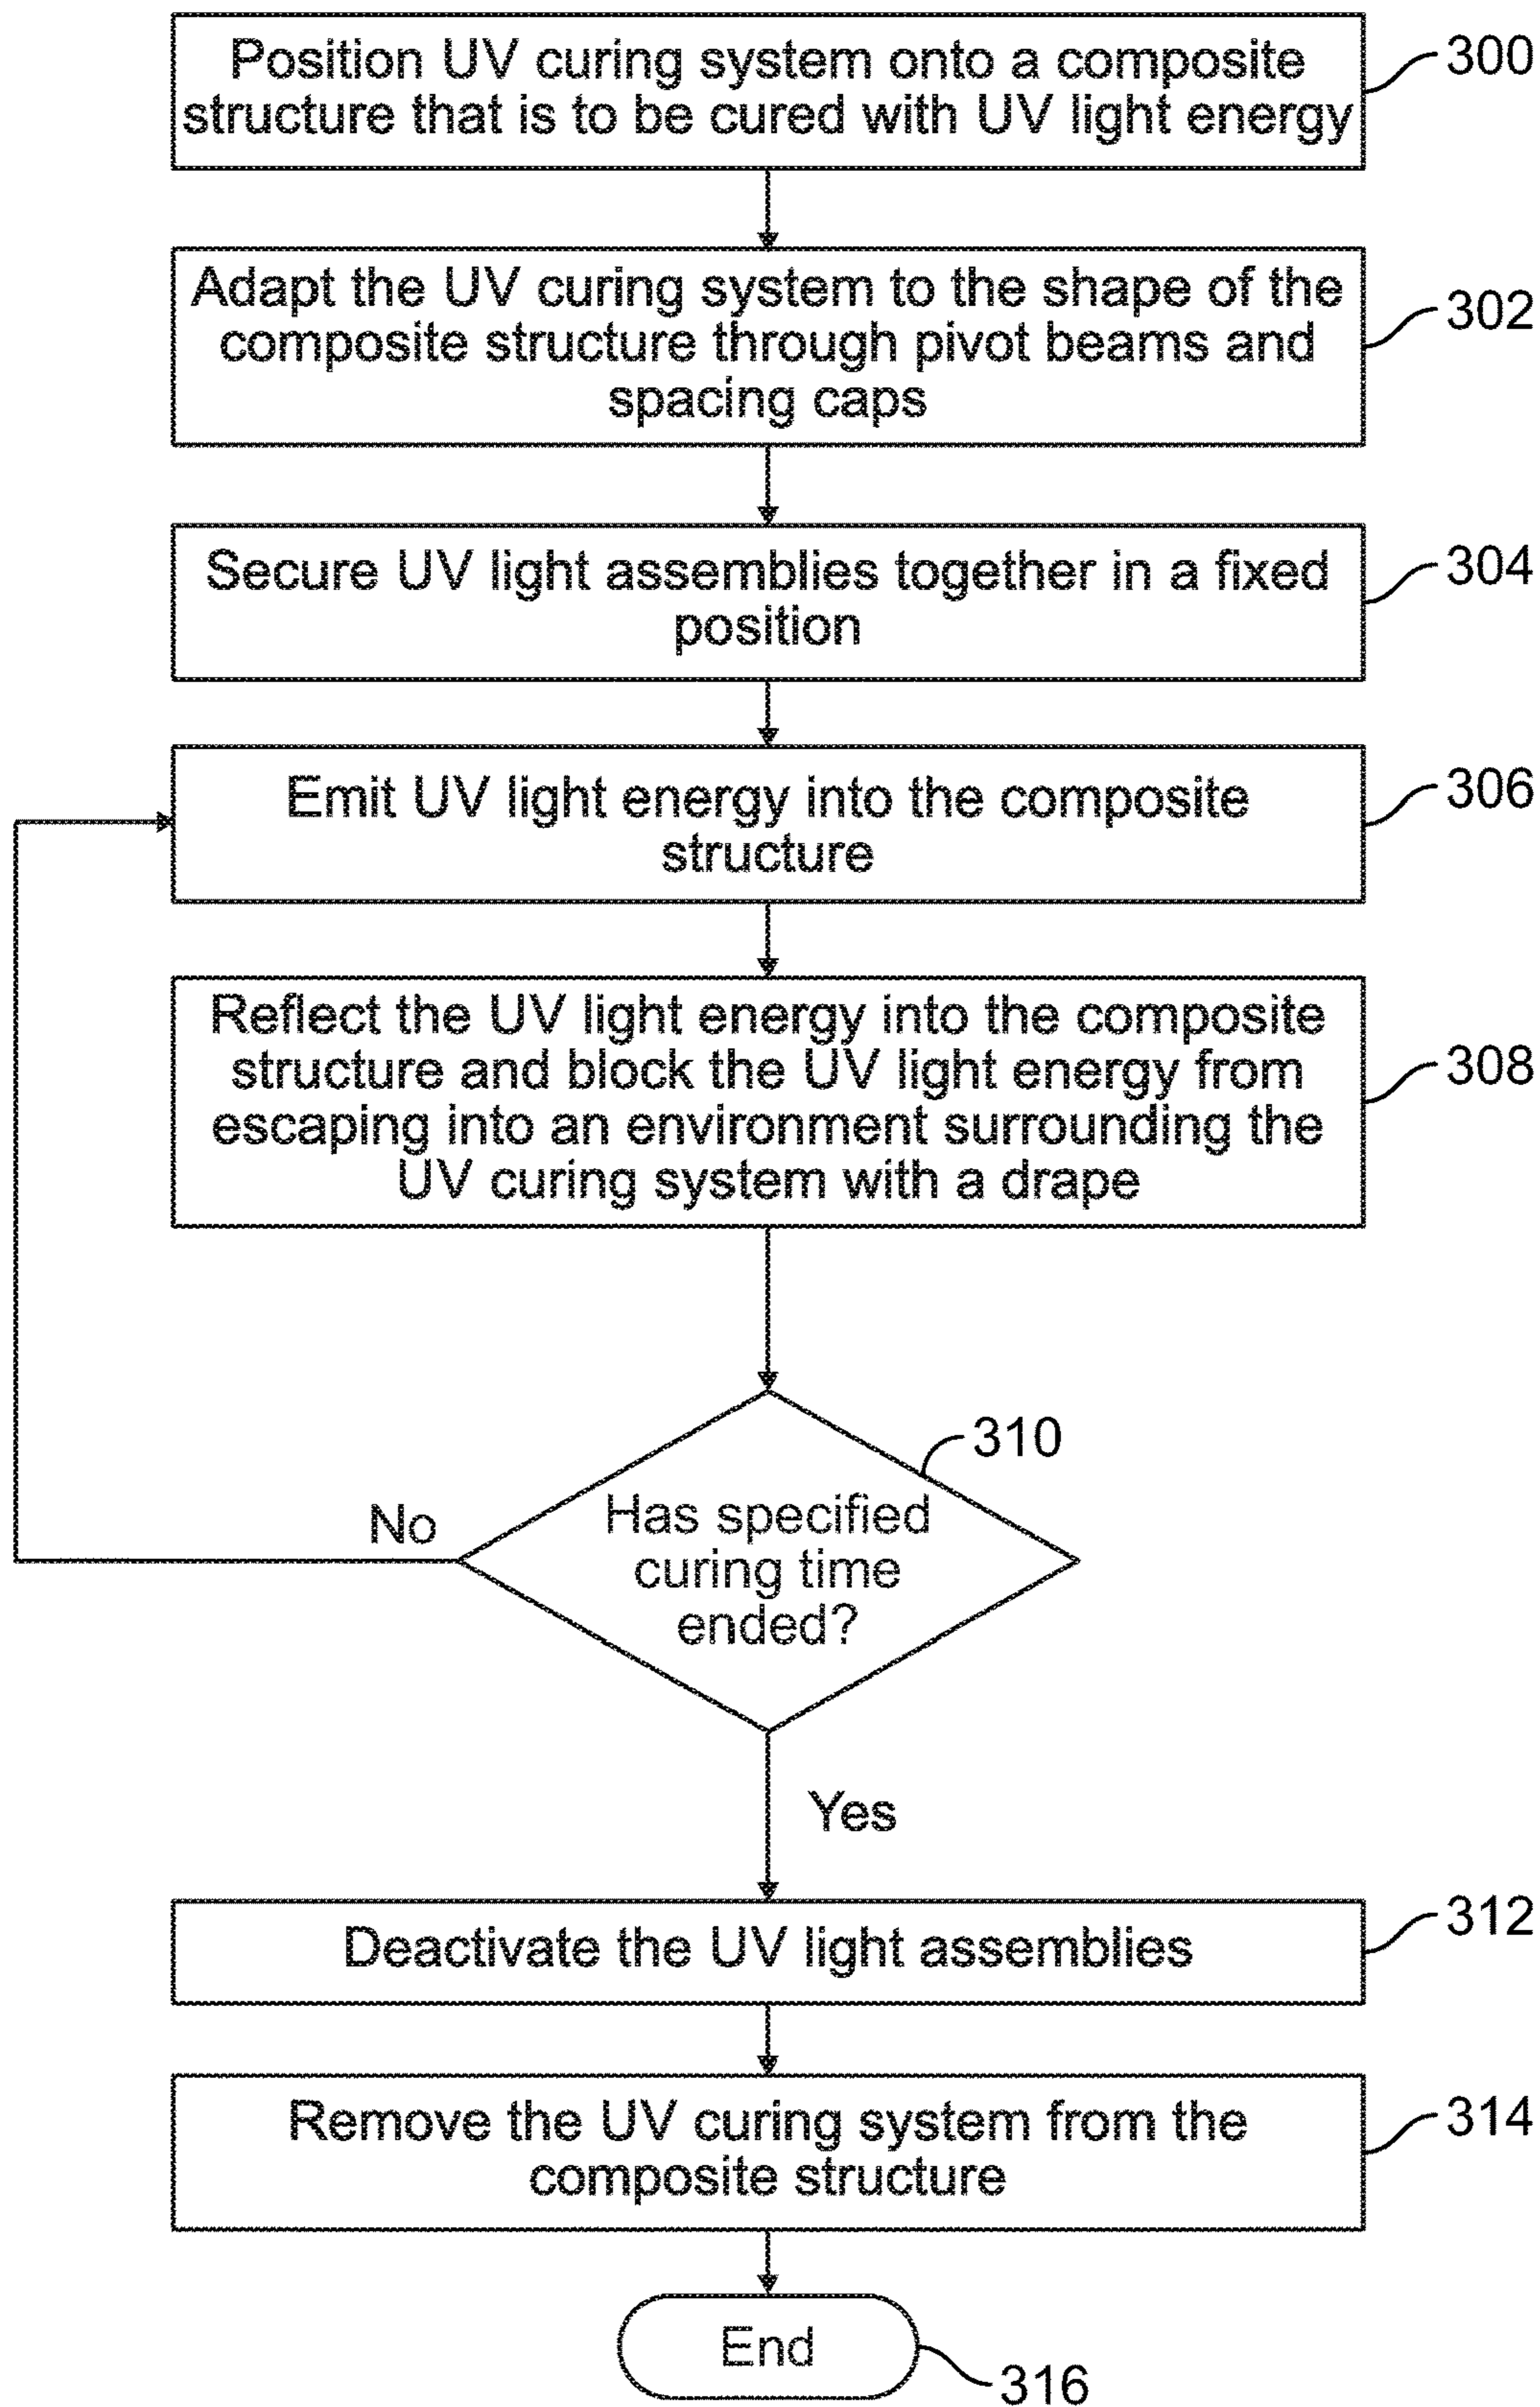 Position UV curing system onto a composite
structure that is to be cured with UV light energy
300
Adapt the UV curing system to the shape of the
composite structure through pivot beams and
spacing caps
302
Secure UV light assemblies together in a fixed
position
304
Emit UV light energy into the composite
structure
306
Reflect the UV light energy into the composite
structure and block the UV light energy from
escaping into an environment surrounding the
UV curing system with a drape
308
310
Has specified
curing time
ended?
No
Yes
Deactivate the UV light assemblies
312
Remove the UV curing system from the
composite structure
314
End
316